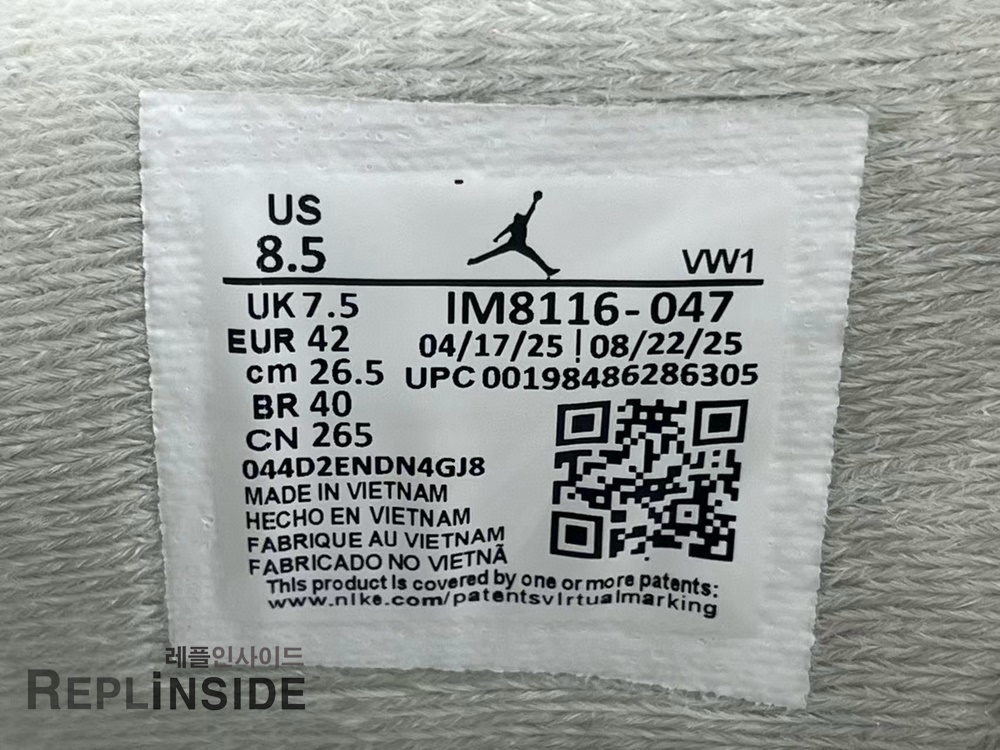 US
8.5
VW1
UK 7.5
IM8116-047
EUR 42
04/17/25 | 08/22/25
cm 26.5
UPC 00198486286305
BR 40
CN 265
044D2ENDN4GJ8
MADE IN VIETNAM
HECHO EN VIETNAM
FABRIQUE AU VIETNAM
FABRICADO NO VIETNÃ
This product is covered by one or more patents:
www.nike.com/patentsvirtualmarking
레플인사이드
REPLINSIDE